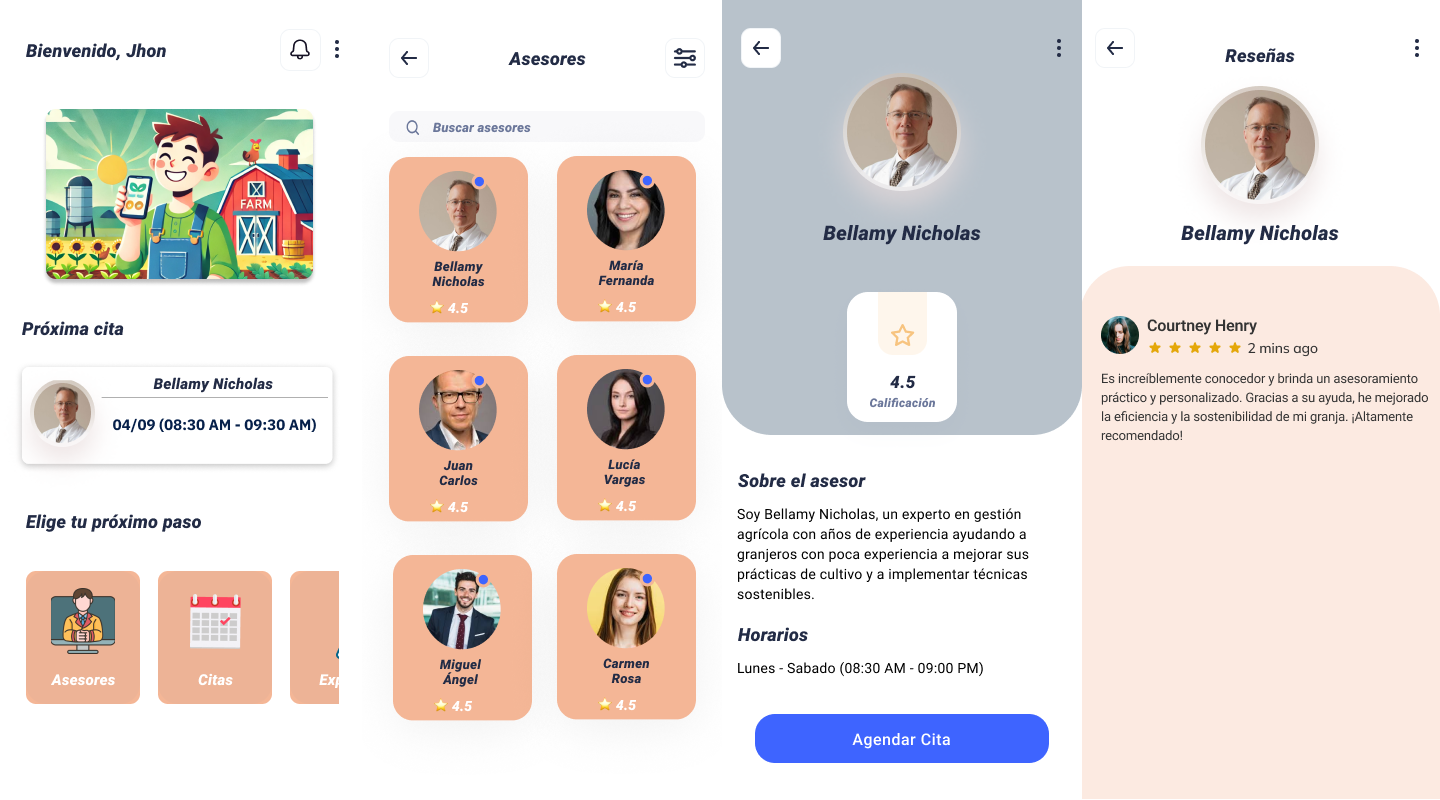 Bienvenido, Jhon
FARM
Próxima cita
Bellamy Nicholas
04/09 (08:30 AM - 09:30 AM)
Elige tu próximo paso
Asesores
Citas
Exp
Asesores
Buscar asesores
Bellamy
Nicholas
4.5
María
Fernanda
4.5
Juan
Carlos
4.5
Lucía
Vargas
4.5
Miguel
Ángel
4.5
Carmen
Rosa
4.5
Bellamy Nicholas
4.5
Calificación
Sobre el asesor
Soy Bellamy Nicholas, un experto en gestión
agrícola con años de experiencia ayudando a
granjeros con poca experiencia a mejorar sus
prácticas de cultivo y a implementar técnicas
sostenibles.
Horarios
Lunes - Sabado (08:30 AM - 09:00 PM)
Agendar Cita
Reseñas
Bellamy Nicholas
Courtney Henry
2 mins ago
Es increíblemente conocedor y brinda un asesoramiento
práctico y personalizado. Gracias a su ayuda, he mejorado
la eficiencia y la sostenibilidad de mi granja. ¡Altamente
recomendado!